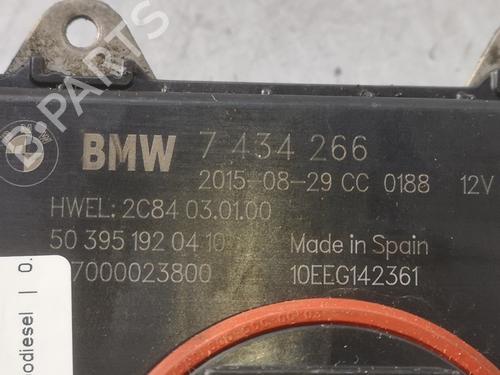 BMW 7 434 266
2015-08-29 CC 0188 12V
HWEL: 2C84 03.01.00
50 395 192 04 10
7000023800
Made in Spain
10EEG142361
odiesel | 0.
B-PARTS